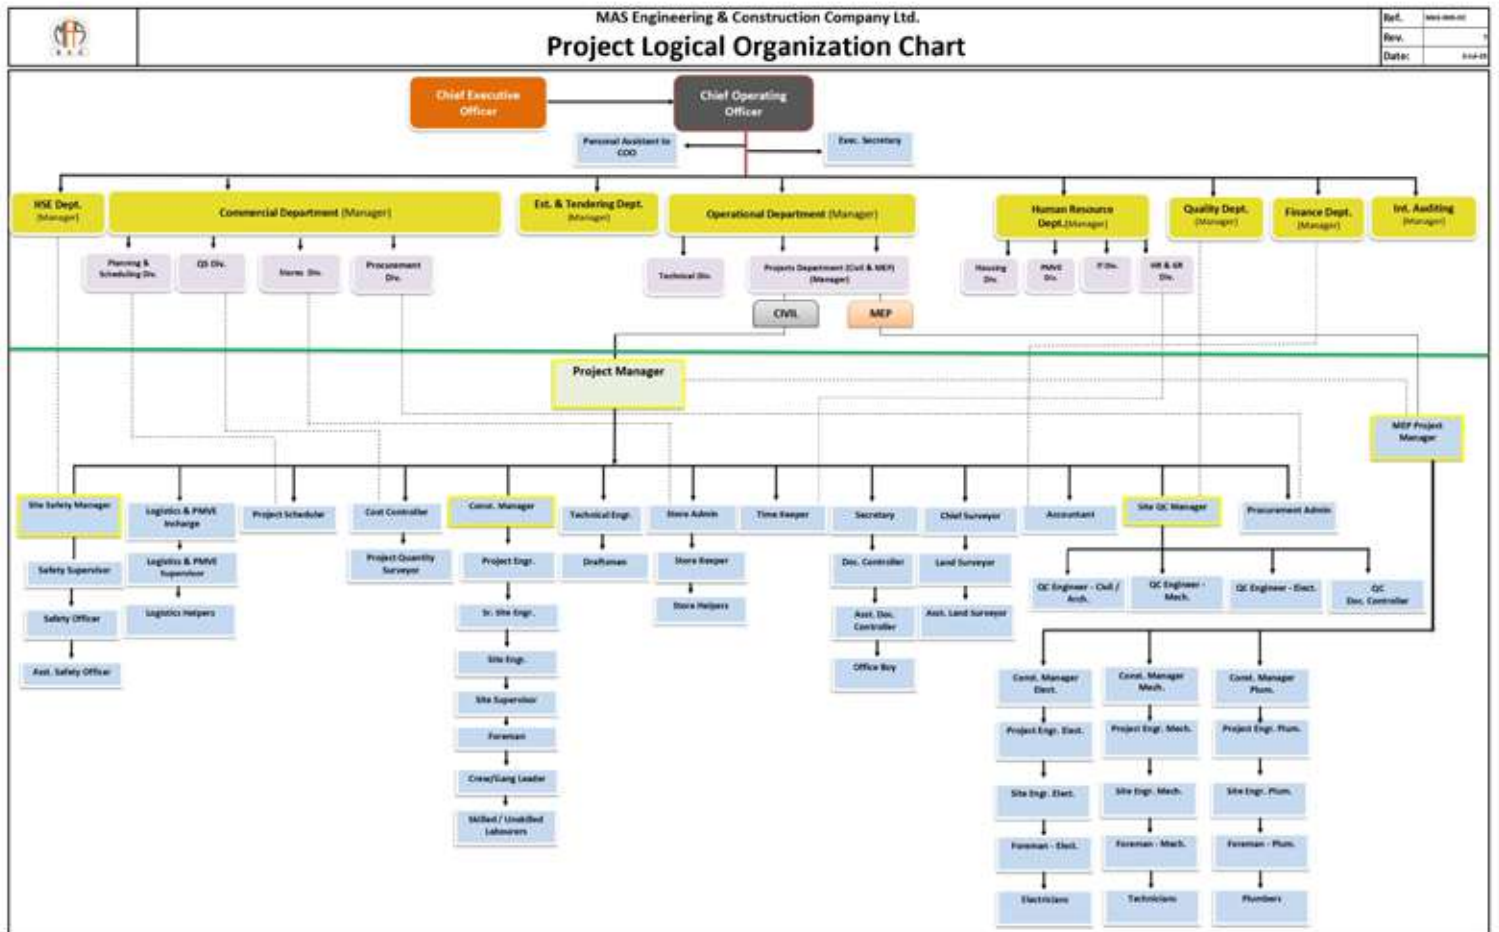 MAS Engineering & Construction Company Ltd.
Project Logical Organization Chart
Ref.
Rev.
Date:
Chief Executive
Officer
Chief Operating
Officer
Personal Assistant to
COO
Exec. Secretary
HSE Dept.
(Manager)
Commercial Department (Manager)
Est. & Tendering Dept.
(Manager)
Operational Department (Manager)
Human Resource
Dept.(Manager)
Quality Dept.
(Manager)
Finance Dept.
(Manager)
Int. Auditing
(Manager)
Planning &
Scheduling Div.
QS Div.
Stores Div.
Procurement
Div.
Technical Div.
Projects Department (Civil & MEP)
(Manager)
Housing
Div.
PMVE
Div.
IT Div.
HR & GR
Div.
CIVIL
MEP
Project Manager
MEP Project
Manager
Site Safety Manager
Logistics & PMVE
Incharge
Project Scheduler
Cost Controller
Const. Manager
Technical Engr.
Store Admin
Time Keeper
Secretary
Chief Surveyor
Accountant
Site QC Manager
Procurement Admin
Safety Supervisor
Logistics & PMVE
Supervisor
Project Quantity
Surveyor
Project Engr.
Draftsman
Store Keeper
Doc. Controller
Land Surveyor
QC Engineer - Civil /
Arch.
QC Engineer -
Mech.
QC Engineer - Elect.
QC
Doc. Controller
Safety Officer
Logistics Helpers
Sr. Site Engr.
Store Helpers
Asst. Doc.
Controller
Asst. Land Surveyor
Asst. Safety Officer
Site Engr.
Office Boy
Const. Manager
Elect.
Const. Manager
Mech.
Const. Manager
Plum.
Site Supervisor
Foreman
Project Engr. Elect.
Project Engr. Mech.
Project Engr. Plum.
Crew/Gang Leader
Site Engr. Elect.
Site Engr. Mech.
Site Engr. Plum.
Skilled / Unskilled
Labourers
Foreman - Elect.
Foreman - Mech.
Foreman - Plum.
Electricians
Technicians
Plumbers